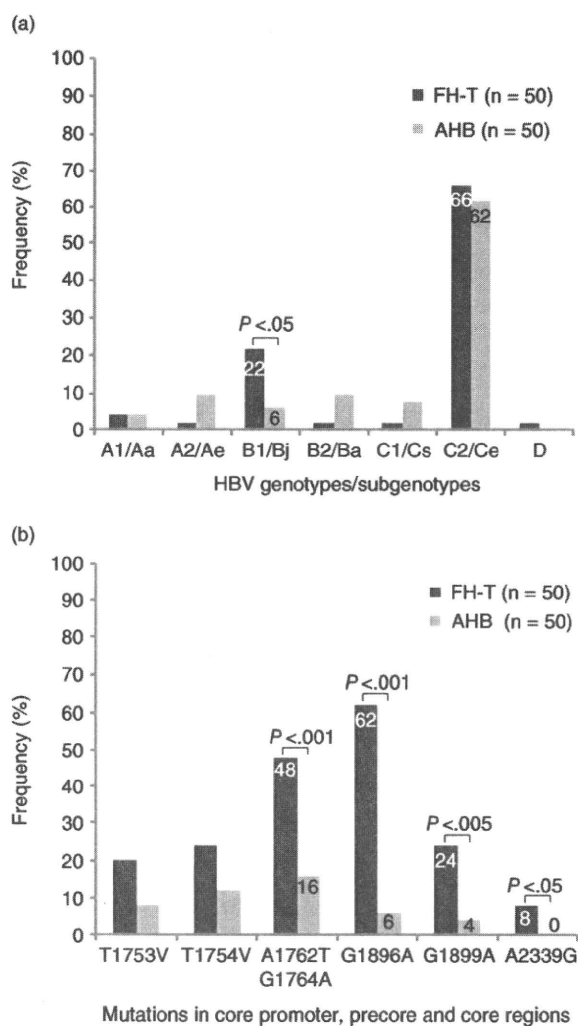 (a)
100
90
80
70
60
50
40
30
20
10
0
Frequency (%)
FH-T (n = 50)
AHB (n = 50)
P <.05
22
6
66
62
A1/Aa A2/Ae B1/Bj B2/Ba C1/Cs C2/Ce D
HBV genotypes/subgenotypes
(b)
100
90
80
70
60
50
40
30
20
10
0
Frequency (%)
FH-T (n = 50)
AHB (n = 50)
P <.001
48
16
P <.001
62
6
P <.005
24
4
P <.05
8
0
T1753V T1754V A1762T G1896A G1899A A2339G
G1764A
Mutations in core promoter, precore and core regions